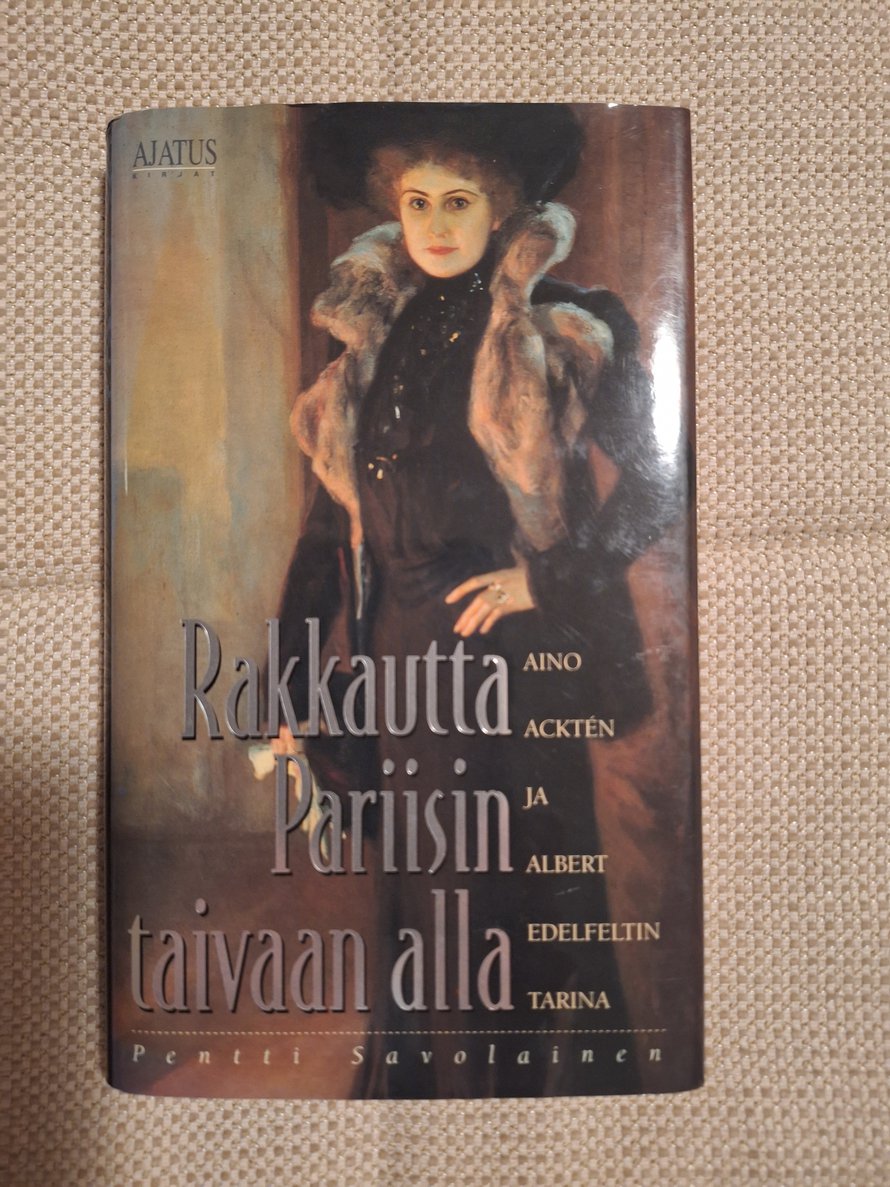 AJATUS
KIRJAT
Rakkautta
Pariisin
taivaan alla
AINO
ACKTÉN
JA
ALBERT
EDELFELTIN
TARINA
Pentti Savolainen